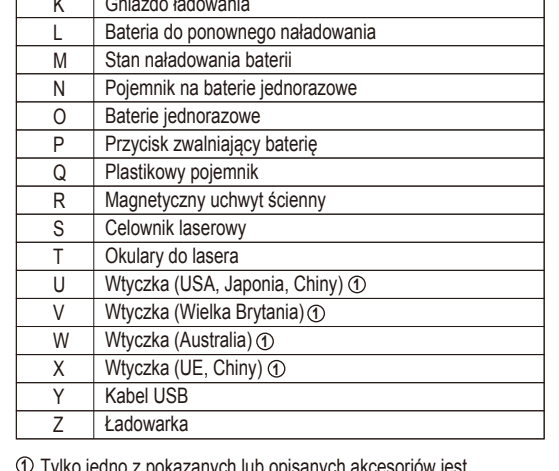 K Gniazdo ładowania
L Bateria do ponownego naładowania
M Stan naładowania baterii
N Pojemnik na baterie jednorazowe
O Baterie jednorazowe
P Przycisk zwalniający baterię
Q Plastikowy pojemnik
R Magnetyczny uchwyt ścienny
S Celownik laserowy
T Okulary do lasera
U Wtyczka (USA, Japonia, Chiny) ①
V Wtyczka (Wielka Brytania) ①
W Wtyczka (Australia) ①
X Wtyczka (UE, Chiny) ①
Y Kabel USB
Z Ładowarka
① Tylko jedno z pokazanych lub opisanych akcesoriów jest